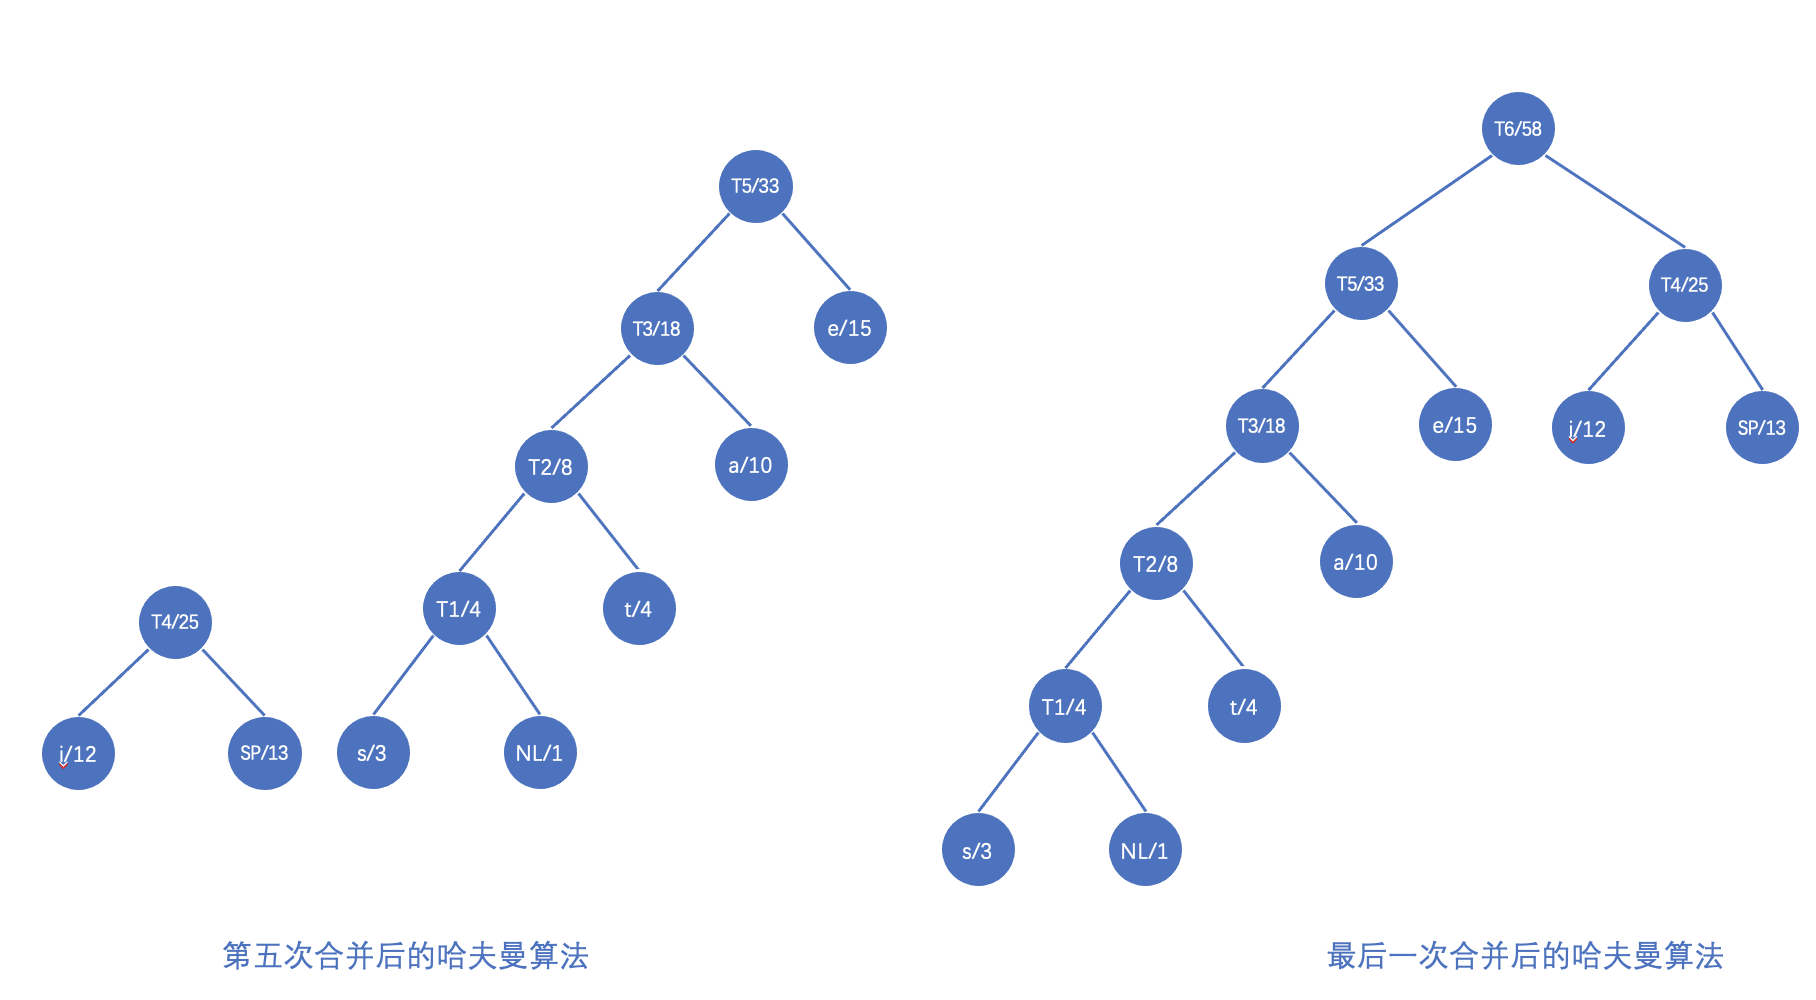 T5/33
T3/18
e/15
T2/8
a/10
T1/4
t/4
T4/25
i/12
SP/13
s/3
NL/1
第五次合并后的哈夫曼算法
T6/58
T5/33
T4/25
T3/18
e/15
i/12
SP/13
T2/8
a/10
T1/4
t/4
s/3
NL/1
最后一次合并后的哈夫曼算法